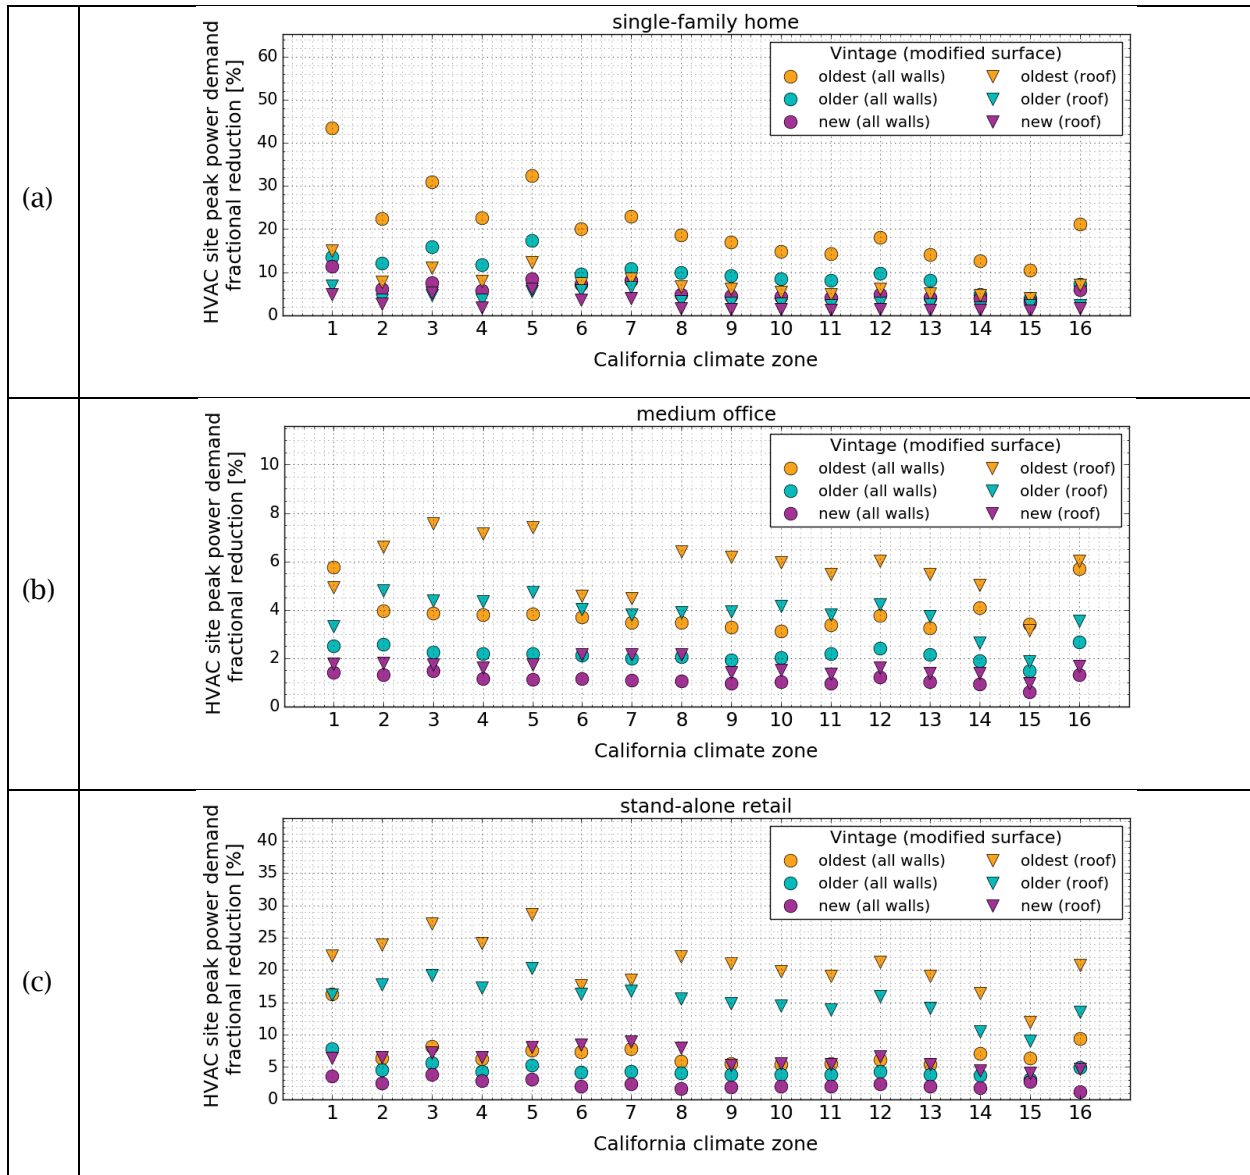 (a)
single-family home
HVAC site peak power demand
fractional reduction [%]
60
50
40
30
20
10
0
Vintage (modified surface)
oldest (all walls) oldest (roof)
older (all walls) older (roof)
new (all walls) new (roof)
1 2 3 4 5 6 7 8 9 10 11 12 13 14 15 16
California climate zone
(b)
medium office
HVAC site peak power demand
fractional reduction [%]
10
8
6
4
2
0
Vintage (modified surface)
oldest (all walls) oldest (roof)
older (all walls) older (roof)
new (all walls) new (roof)
1 2 3 4 5 6 7 8 9 10 11 12 13 14 15 16
California climate zone
(c)
stand-alone retail
HVAC site peak power demand
fractional reduction [%]
40
35
30
25
20
15
10
5
0
Vintage (modified surface)
oldest (all walls) oldest (roof)
older (all walls) older (roof)
new (all walls) new (roof)
1 2 3 4 5 6 7 8 9 10 11 12 13 14 15 16
California climate zone